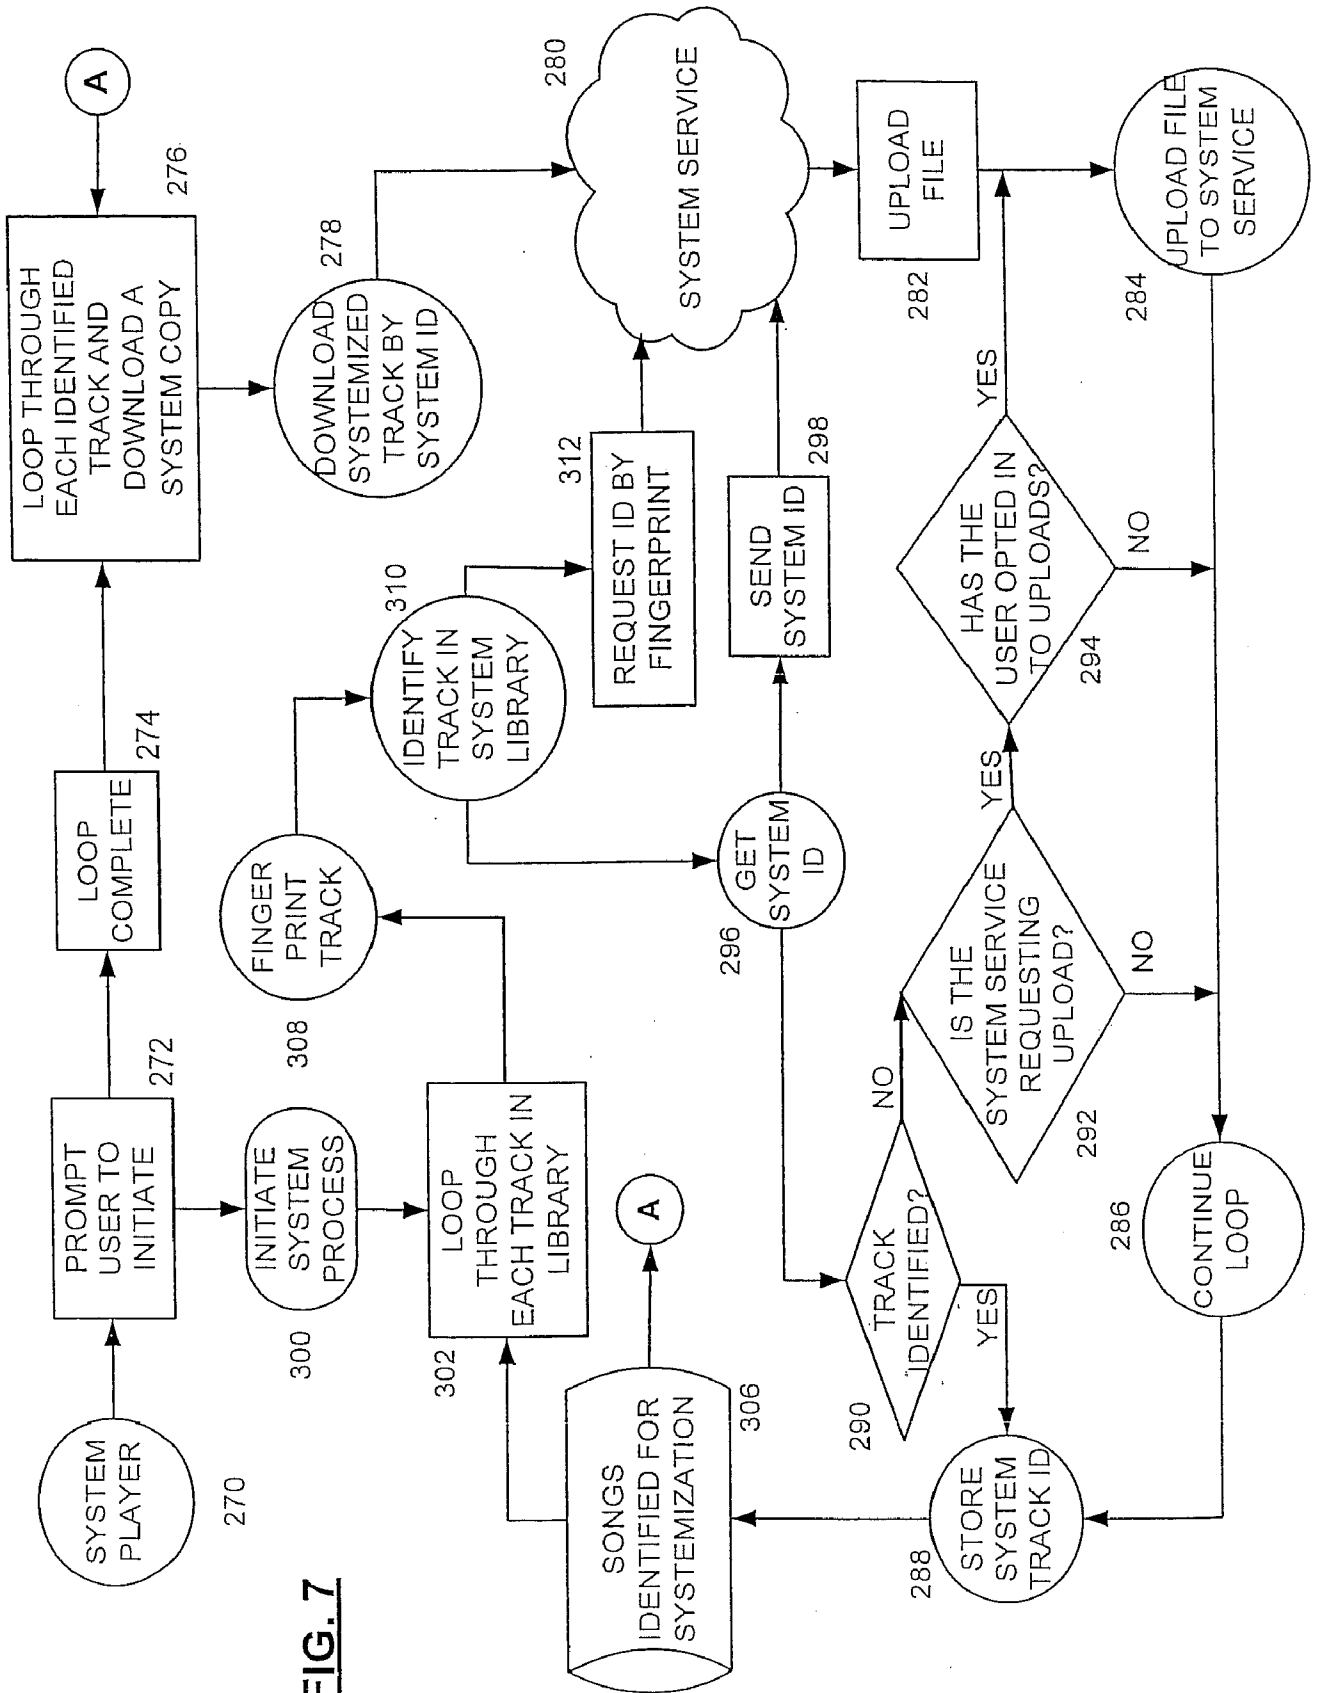 SYSTEM
PLAYER
270
PROMPT
USER TO
INITIATE
272
LOOP
COMPLETE
274
LOOP THROUGH
EACH IDENTIFIED
TRACK AND
DOWNLOAD A
SYSTEM COPY
276
A
INITIATE
SYSTEM
PROCESS
300
FINGER
PRINT
TRACK
308
DOWNLOAD
SYSTEMIZED
TRACK BY
SYSTEM ID
278
LOOP
THROUGH
EACH TRACK IN
LIBRARY
302
IDENTIFY
TRACK IN
SYSTEM
LIBRARY
310
REQUEST ID BY
FINGERPRINT
312
SYSTEM SERVICE
280
SONGS
IDENTIFIED FOR
SYSTEMIZATION
306
A
GET
SYSTEM
ID
296
SEND
SYSTEM ID
298
UPLOAD
FILE
282
TRACK
IDENTIFIED?
290
NO
YES
IS THE
SYSTEM SERVICE
REQUESTING
UPLOAD?
292
YES
NO
HAS THE
USER OPTED IN
TO UPLOADS?
294
YES
NO
UPLOAD FILE
TO SYSTEM
SERVICE
284
STORE
SYSTEM
TRACK ID
288
CONTINUE
LOOP
286
FIG. 7